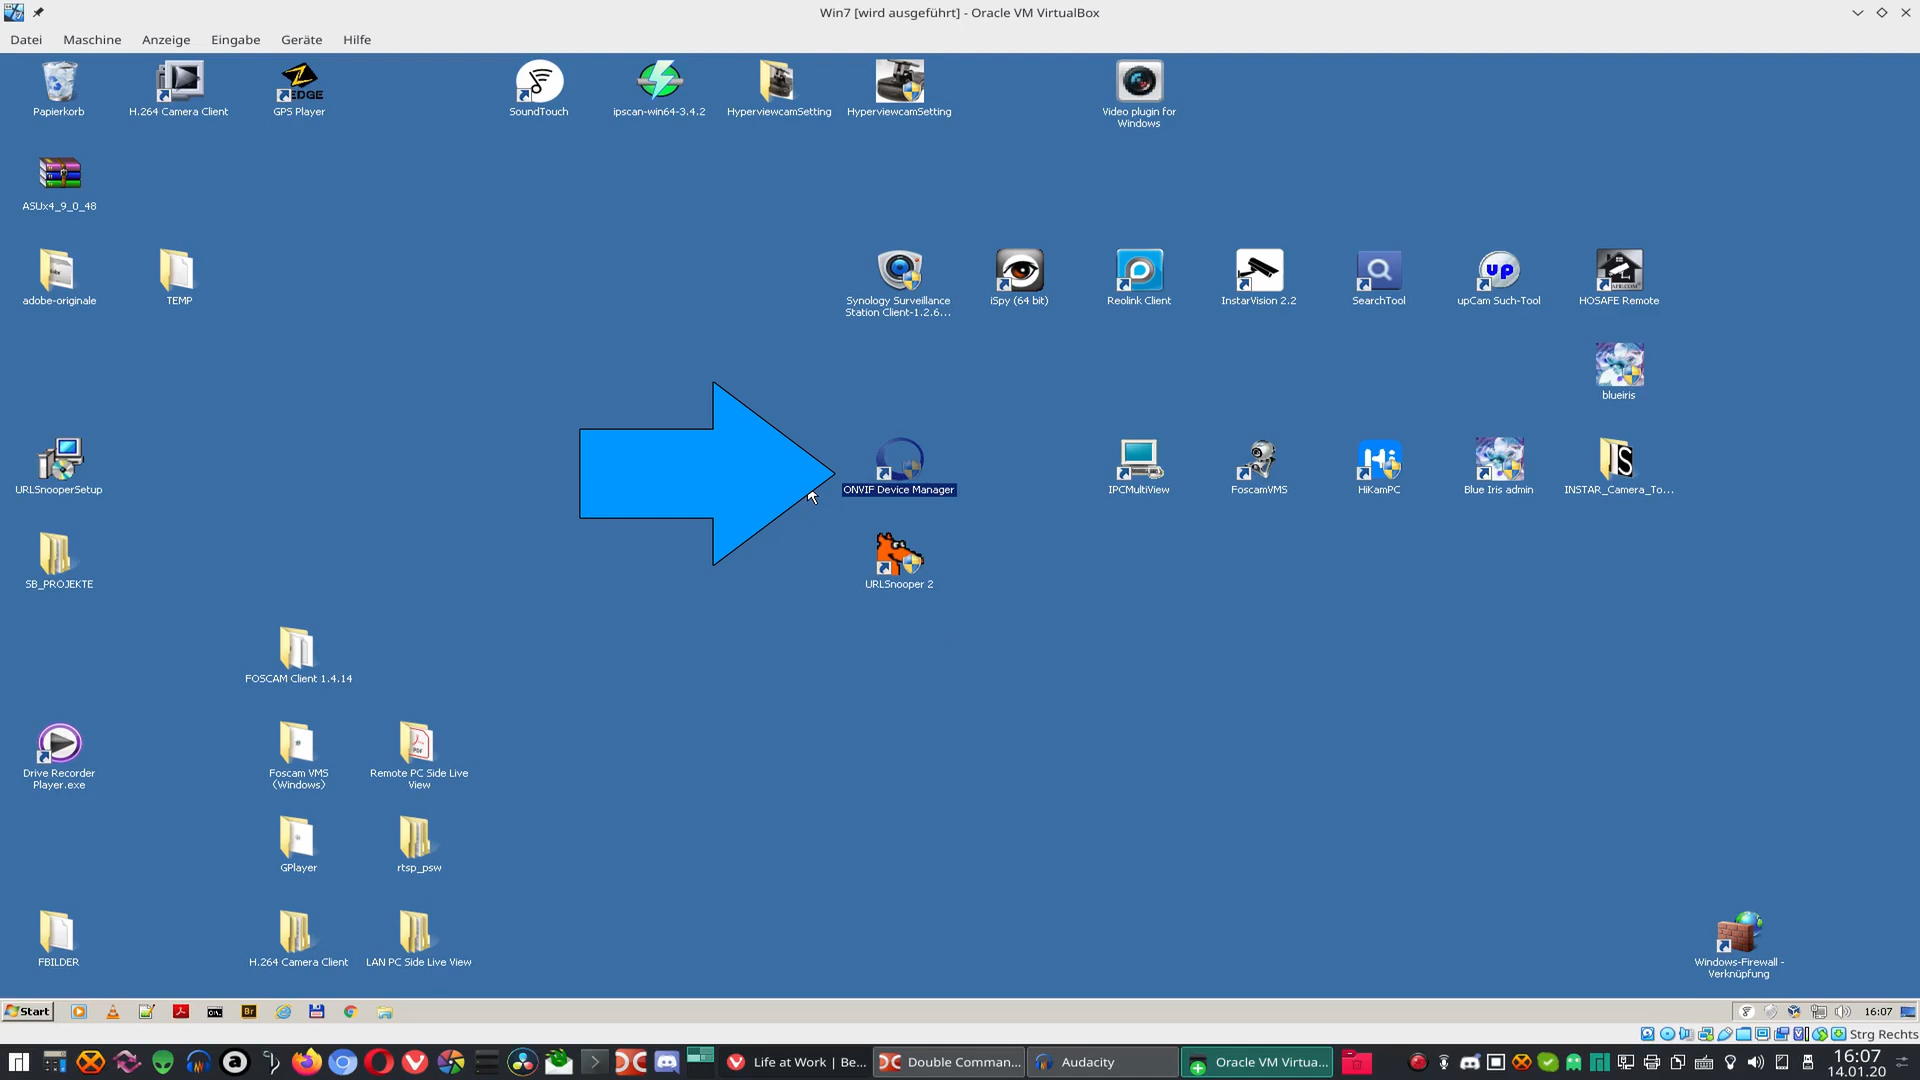 Win7 [wird ausgeführt] - Oracle VM VirtualBox
Datei Maschine Anzeige Eingabe Geräte Hilfe
Papierkorb
H.264 Camera Client
EDGE
GPS Player
SoundTouch
ipscan-win64-3.4.2
HyperviewcamSetting
HyperviewcamSetting
Video plugin for
Windows
ASUx4_9_0_48
adobe-originale
TEMP
Synology Surveillance
Station Client-1.2.6...
iSpy (64 bit)
Reolink Client
InstarVision 2.2
SearchTool
up
upCam Such-Tool
HOSAFE Remote
blueiris
URLSnooperSetup
ONVIF Device Manager
IPCMultiView
FoscamVMS
Hi
HiKamPC
Blue Iris admin
INSTAR_Camera_To...
SB_PROJEKTE
URLSnooper 2
FOSCAM Client 1.4.14
Drive Recorder
Player.exe
Foscam VMS
(Windows)
PDF
Remote PC Side Live
View
GPlayer
rtsp_psw
FBILDER
H.264 Camera Client
LAN PC Side Live View
Windows-Firewall -
Verknüpfung
Start
Br
16:07
Strg Rechts
Life at Work | Be...
Double Comman...
Audacity
Oracle VM Virtua...
16:07
14.01.20